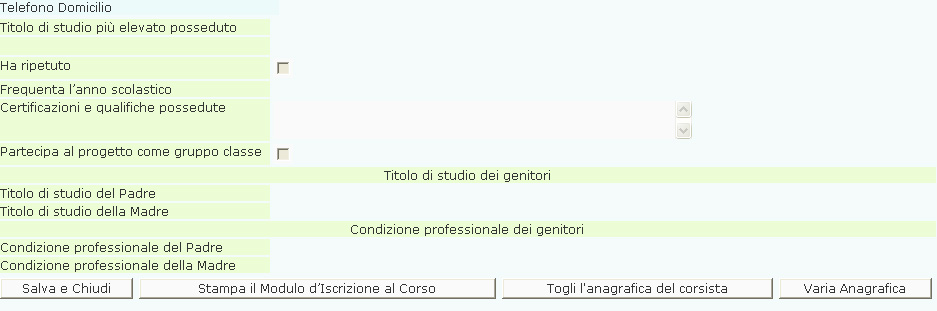 Telefono Domicilio
Titolo di studio più elevato posseduto
Ha ripetuto
Frequenta l’anno scolastico
Certificazioni e qualifiche possedute
Partecipa al progetto come gruppo classe
Titolo di studio dei genitori
Titolo di studio del Padre
Titolo di studio della Madre
Condizione professionale dei genitori
Condizione professionale del Padre
Condizione professionale della Madre
Salva e Chiudi Stampa il Modulo d’Iscrizione al Corso Togli l'anagrafica del corsista Varia Anagrafica